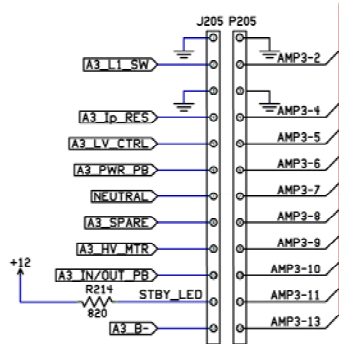 J205 P205
A3_L1_SW AMP3-2
A3_Ip_RES AMP3-4
A3_LV_CTRL AMP3-5
A3_PWR_PB AMP3-6
NEUTRAL AMP3-7
A3_SPARE AMP3-8
A3_HV_MTR AMP3-9
+12
A3_IN/OUT_PB AMP3-10
R214 STBY_LED AMP3-11
820
A3_B- AMP3-13